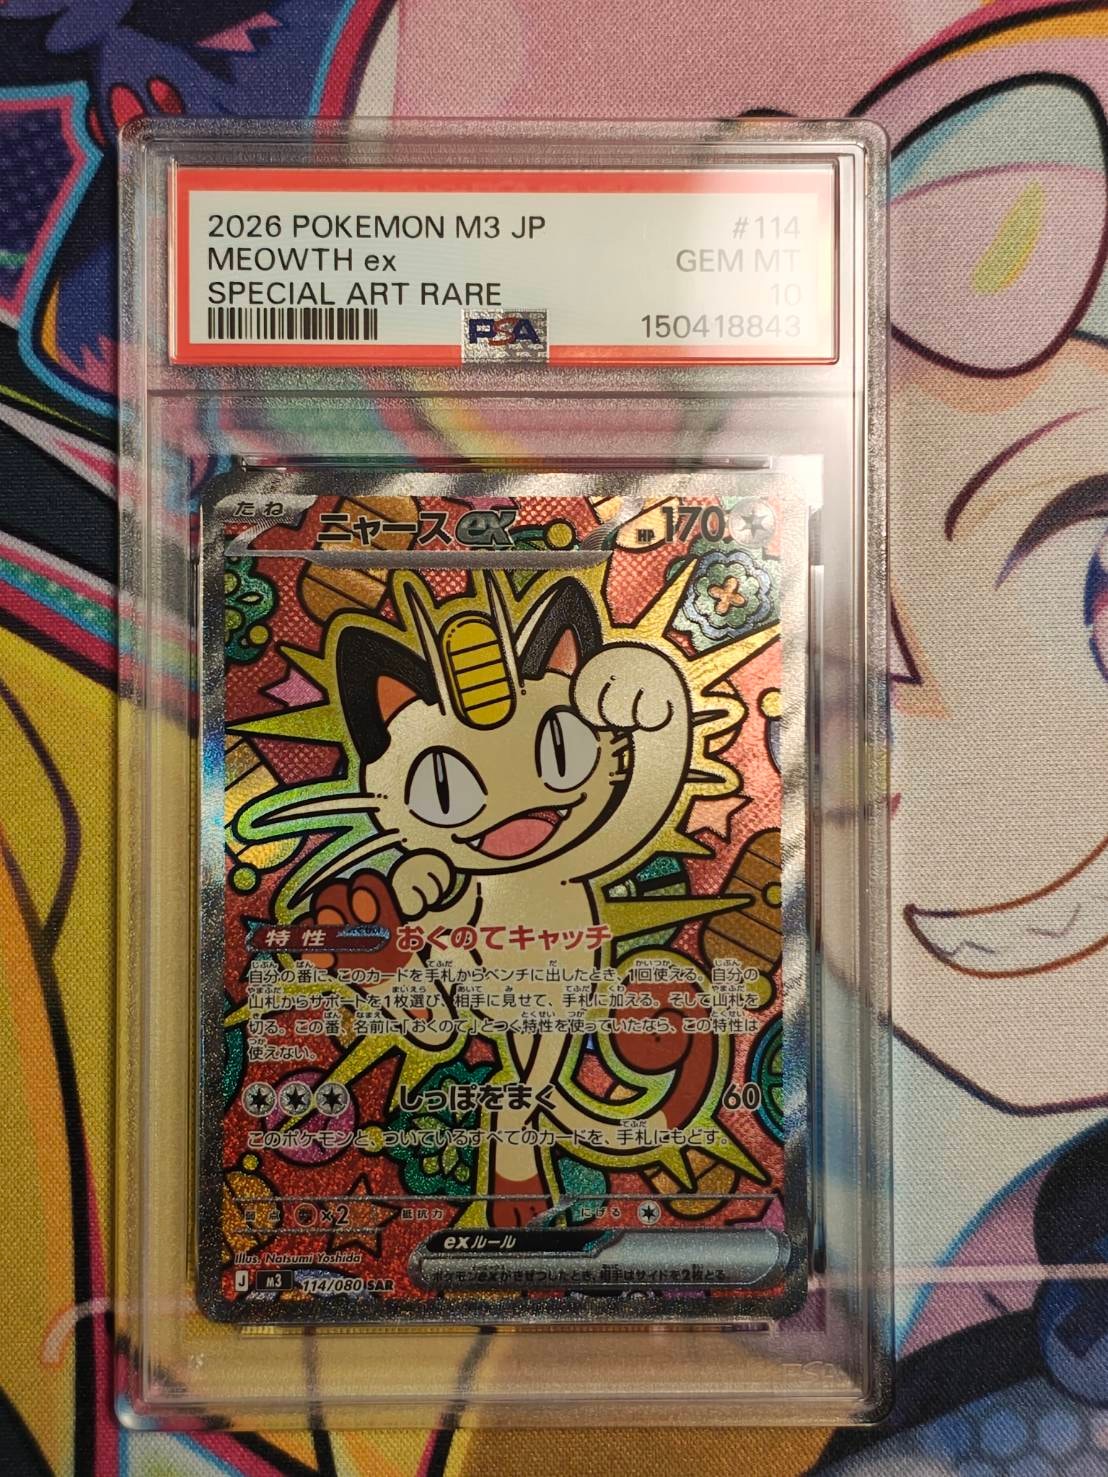 2026 POKEMON M3 JP #114
MEOWTH ex GEM MT
SPECIAL ART RARE 10
PSA 150418843
たね ニャースex HP 170
特性 おくのてキャッチ
自分の番に、このカードを手札からベンチに出したとき、1回使える。自分の
山札からサポートを1枚選び、相手に見せて、手札に加える。そして山札を
切る。この番、名前に「おくのて」とつく特性を使っていたなら、この特性は
使えない。
しっぽをまく 60
このポケモンと、ついているすべてのカードを、手札にもどす。
弱点 ×2 抵抗力 にげる
exルール
Illus. Natsumi Yoshida
ポケモンexがきぜつしたとき、相手はサイドを2枚とる。
J M3 114/080 SAR